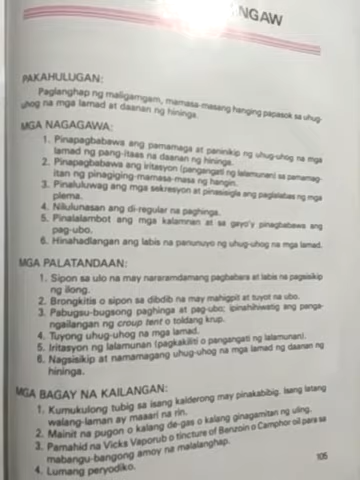 NGAW
PAKAHULUGAN:
Paglanghap ng maligamgam, mamasa-masang hanging papasok sa uhug-
uhog na mga lamad at daanan ng hininga.
MGA NAGAGAWA:
1. Pinapagbabawa ang pamamaga at paninikip ng uhug-uhog na mga
lamad ng pang-itaas na daanan ng hininga.
2. Pinapagbabawa ang iritasyon (pangangati ng lalamunan) sa pamamag-
itan ng pinagiging-mamasa-masa ng hangin.
3. Pinaluluwag ang mga sekresyon at pinasisigla ang paglalabas ng mga
plema.
4. Nilulunasan ang di-regular na paghinga.
5. Pinalalambot ang mga kalamnan at sa gayo'y pinagbabawa ang
pag-ubo.
6. Hinahadlangan ang labis na panunuyo ng uhug-uhog na mga lamad.
MGA PALATANDAAN:
1. Sipon sa ulo na may nararamdamang pagbabara at labis na pagsisikip
ng ilong.
2. Brongkitis o sipon sa dibdib na may mahigpit at tuyot na ubo.
3. Pabugsu-bugsong paghinga at pag-ubo; ipinahihiwatig ang panga-
ngailangan ng croup tent o toldang krup.
4. Tuyong uhug-uhog na mga lamad.
5. Iritasyon ng lalamunan (pagkakiliti o pangangati ng lalamunan).
6. Nagsisikip at namamagang uhug-uhog na mga lamad ng daanan ng
hininga.
MGA BAGAY NA KAILANGAN:
1. Kumukulong tubig sa isang kalderong may pinakabibig. Isang latang
walang-laman ay maaari na rin.
2. Mainit na pugon o kalang de-gas o kalang ginagamitan ng uling.
3. Pamahid na Vicks Vaporub o tincture of Benzoin o Camphor oil para sa
mabangu-bangong amoy na malalanghap.
4. Lumang peryodiko.
105